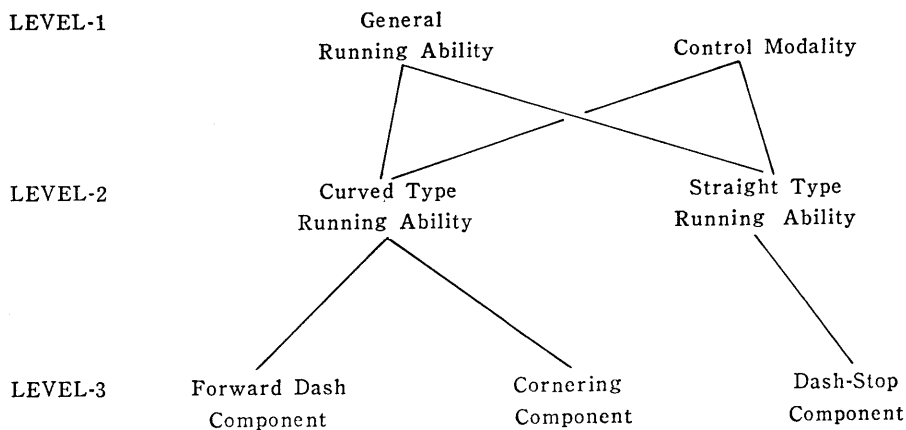 LEVEL-1
General
Running Ability
Control Modality
LEVEL-2
Curved Type
Running Ability
Straight Type
Running Ability
LEVEL-3
Forward Dash
Component
Cornering
Component
Dash-Stop
Component